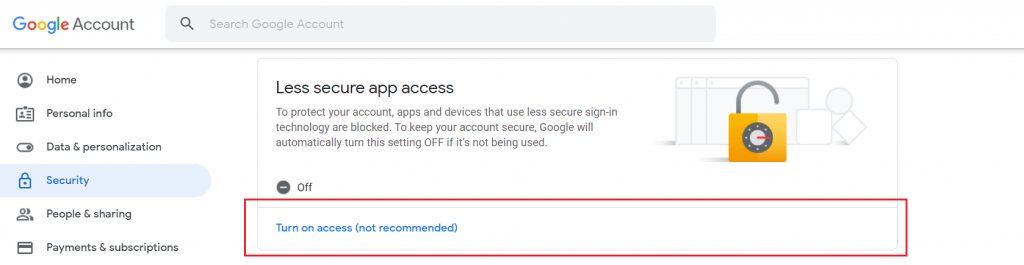 Google Account
Search Google Account
Home
Personal info
Data & personalization
Security
People & sharing
Payments & subscriptions
Less secure app access
To protect your account, apps and devices that use less secure sign-in
technology are blocked. To keep your account secure, Google will
automatically turn this setting OFF if it's not being used.
Off
Turn on access (not recommended)